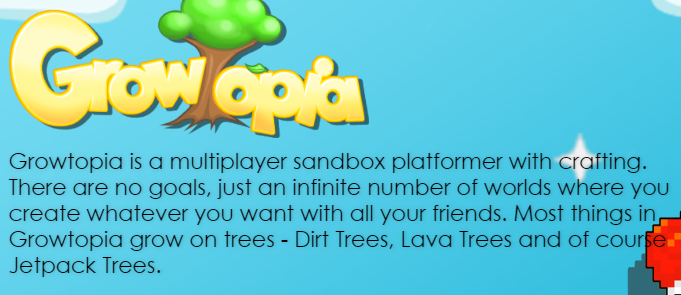 Growtopia
Growtopia is a multiplayer sandbox platformer with crafting.
There are no goals, just an infinite number of worlds where you
create whatever you want with all your friends. Most things in
Growtopia grow on trees - Dirt Trees, Lava Trees and of course
Jetpack Trees.